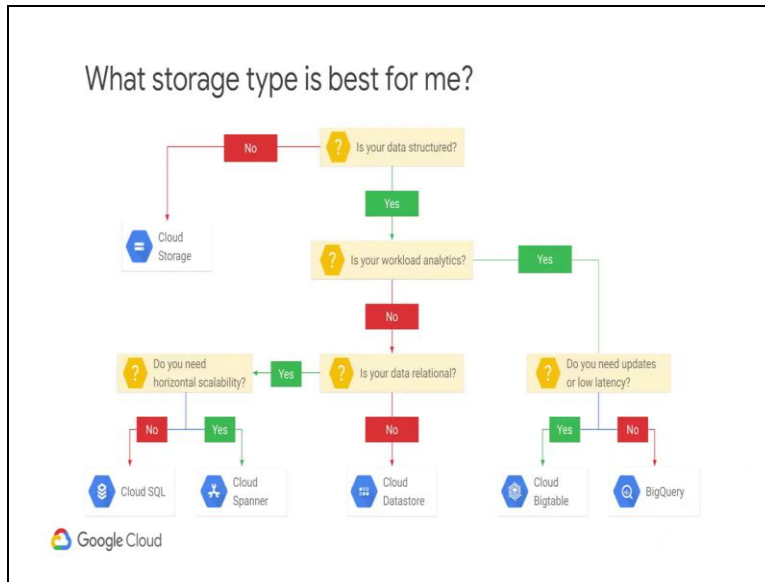 What storage type is best for me?
No
? Is your data structured?
Yes
Cloud
Storage
? Is your workload analytics?
Yes
No
? Do you need
horizontal scalability?
Yes
? Is your data relational?
? Do you need updates
or low latency?
No
Yes
No
Yes
No
Cloud SQL
Cloud
Spanner
Cloud
Datastore
Cloud
Bigtable
BigQuery
Google Cloud